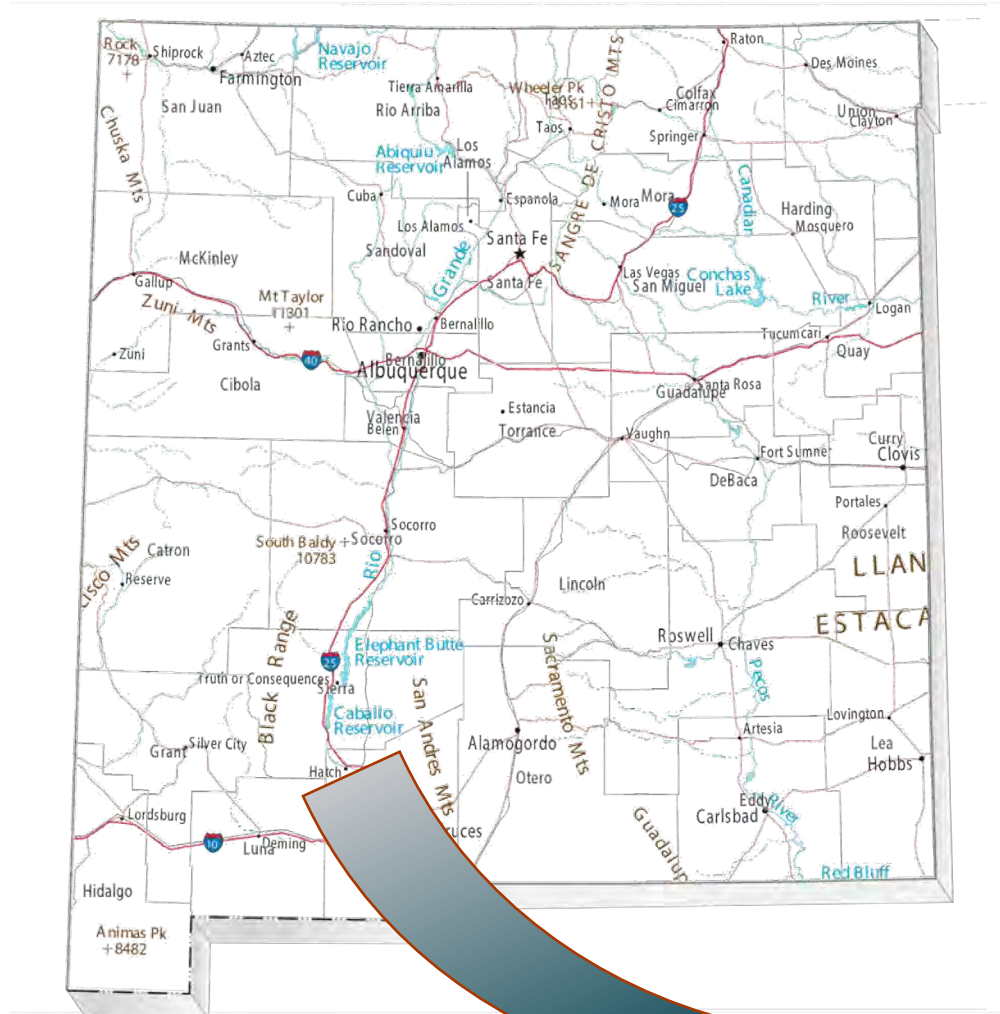 Rock
7178
Shiprock
Aztec
Farmington
Navajo
Reservoir
San Juan
Chuska Mts
Tierra Amarilla
Rio Arriba
Wheeler Pk
Taos
Taos
SANGRE DE CRISTO MTS
Raton
Des Moines
Colfax
Cimarron
Union
Clayton
Springer
Abiquiu
Reservoir
Los
Alamos
Cuba
Espanola
Mora
Mora
25
Canadian
Harding
Mosquero
Los Alamos
Sandoval
Grande
Santa Fe
Santa Fe
McKinley
Gallup
Zuni Mts
Mt Taylor
11301
Las Vegas
San Miguel
Conchas
Lake
River
Logan
Rio Rancho
Bernalillo
Tucumcari
Quay
Zuni
Grants
40
Bernalillo
Albuquerque
Cibola
Santa Rosa
Guadalupe
Valencia
Belen
Estancia
Torrance
Vaughn
Fort Sumner
Curry
Clovis
DeBaca
Portales
Roosevelt
Socorro
Socorro
South Baldy
10783
Rio
Catron
Reserve
cisco Mts
LLAN
ESTACA
Lincoln
Carrizozo
Roswell
Chaves
Black Range
25
Elephant Butte
Reservoir
Truth or Consequences
Sierra
Caballo
Reservoir
San Andres Mts
Sacramento Mts
Pecos
Lovington
Artesia
Grant
Silver City
Hatch
Alamogordo
Otero
Lea
Hobbs
Lordsburg
10
Luna
Deming
ruces
Guadalup
Eddy
River
Carlsbad
Red Bluff
Hidalgo
Animas Pk
8482